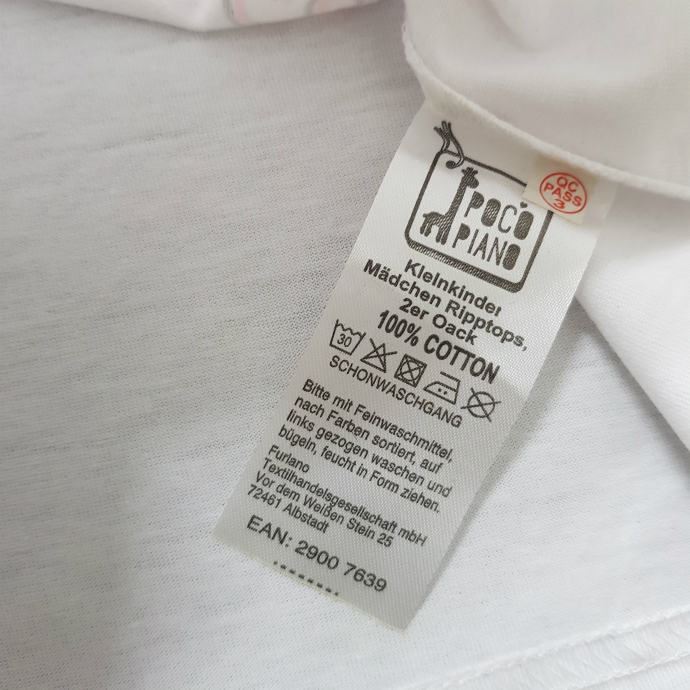 POCO
PIANO
QC
PASS
3
Kleinkinder
Mädchen Ripptops,
2er Oack
100% COTTON
30
SCHONWASCHGANG
Bitte mit Feinwaschmittel,
nach Farben sortiert, auf
links gezogen waschen und
bügeln, feucht in Form ziehen.
Furlano
Textilhandelsgesellschaft mbH
Vor dem Weißen Stein 25
72461 Albstadt
EAN: 2900 7639